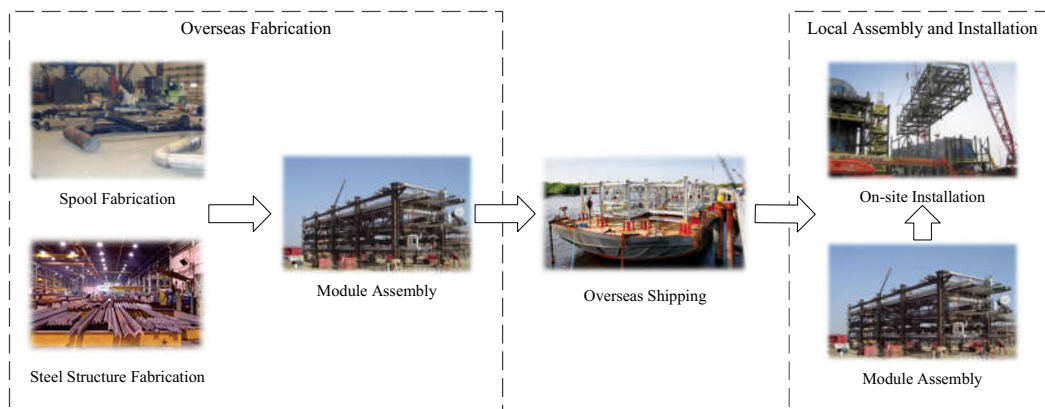 Overseas Fabrication
Spool Fabrication
Steel Structure Fabrication
Module Assembly
Overseas Shipping
Local Assembly and Installation
On-site Installation
Module Assembly